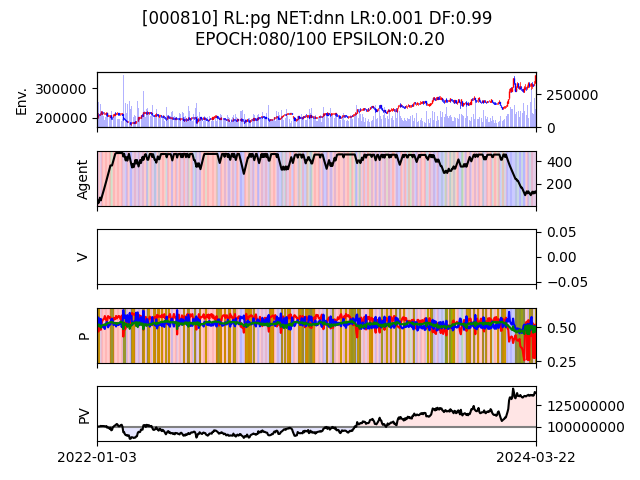 [000810] RL:pg NET:dnn LR:0.001 DF:0.99
EPOCH:080/100 EPSILON:0.20
Env.
300000
200000
250000
0
Agent
400
200
V
0.05
0.00
−0.05
P
0.50
0.25
PV
125000000
100000000
2022-01-03
2024-03-22